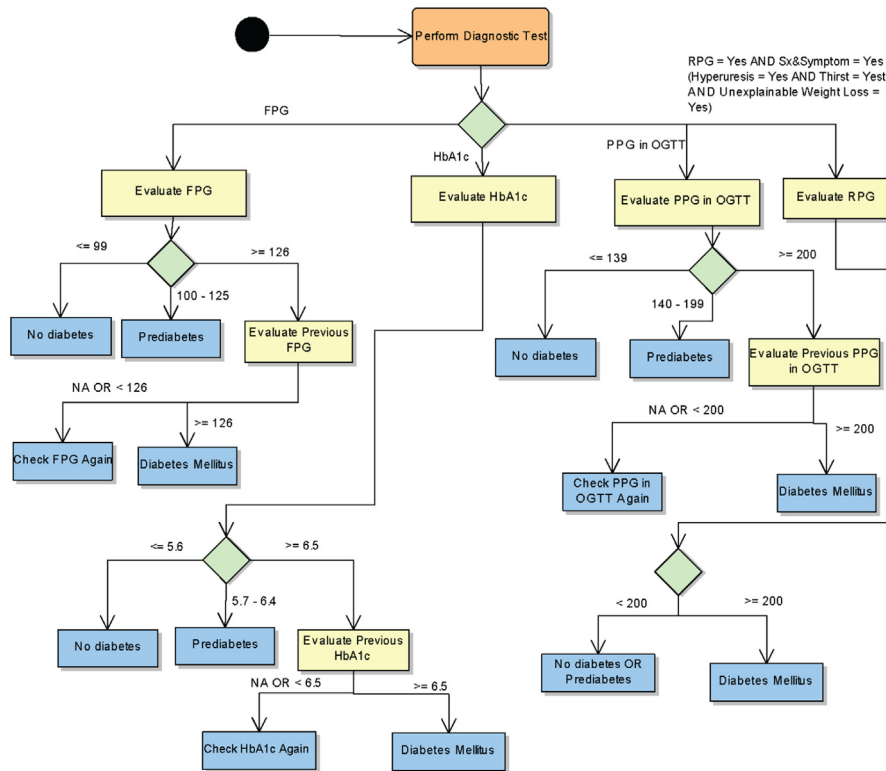 Perform Diagnostic Test
RPG = Yes AND Sx&Symptom = Yes
(Hyperuresis = Yes AND Thirst = Yest
AND Unexplainable Weight Loss =
Yes)
FPG
HbA1c
PPG in OGTT
Evaluate FPG
Evaluate HbA1c
Evaluate PPG in OGTT
Evaluate RPG
<= 99
>= 126
100 - 125
<= 139
>= 200
140 - 199
No diabetes
Prediabetes
Evaluate Previous
FPG
No diabetes
Prediabetes
Evaluate Previous PPG
in OGTT
NA OR < 126
>= 126
NA OR < 200
>= 200
Check FPG Again
Diabetes Mellitus
Check PPG in
OGTT Again
Diabetes Mellitus
<= 5.6
>= 6.5
5.7 - 6.4
< 200
>= 200
No diabetes
Prediabetes
Evaluate Previous
HbA1c
No diabetes OR
Prediabetes
Diabetes Mellitus
NA OR < 6.5
>= 6.5
Check HbA1c Again
Diabetes Mellitus